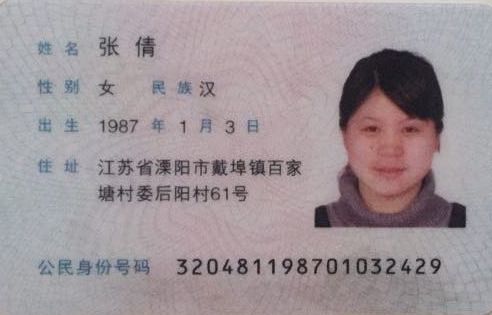 姓名 张倩
性别 女 民族 汉
出生 1987 年 1 月 3 日
住址 江苏省溧阳市戴埠镇百家
塘村委后阳村61号
公民身份号码 320481198701032429